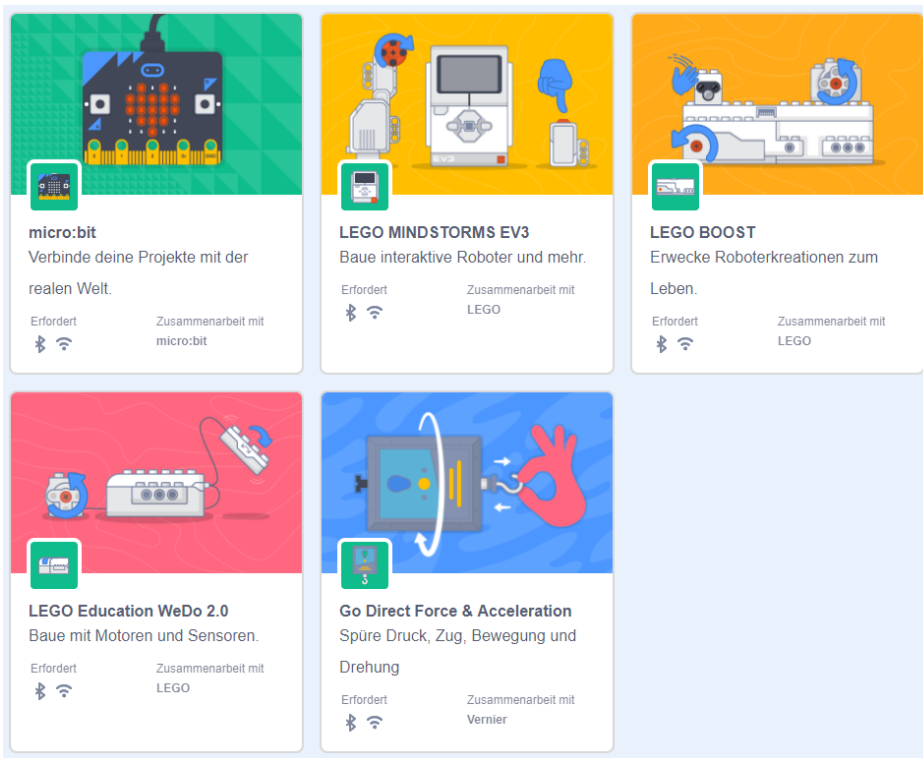 micro:bit
Verbinde deine Projekte mit der
realen Welt.
Erfordert
Zusammenarbeit mit
micro:bit
EV3
LEGO MINDSTORMS EV3
Baue interaktive Roboter und mehr.
Erfordert
Zusammenarbeit mit
LEGO
LEGO BOOST
Erwecke Roboterkreationen zum
Leben.
Erfordert
Zusammenarbeit mit
LEGO
LEGO Education WeDo 2.0
Baue mit Motoren und Sensoren.
Erfordert
Zusammenarbeit mit
LEGO
Go Direct Force & Acceleration
Spüre Druck, Zug, Bewegung und
Drehung
Erfordert
Zusammenarbeit mit
Vernier